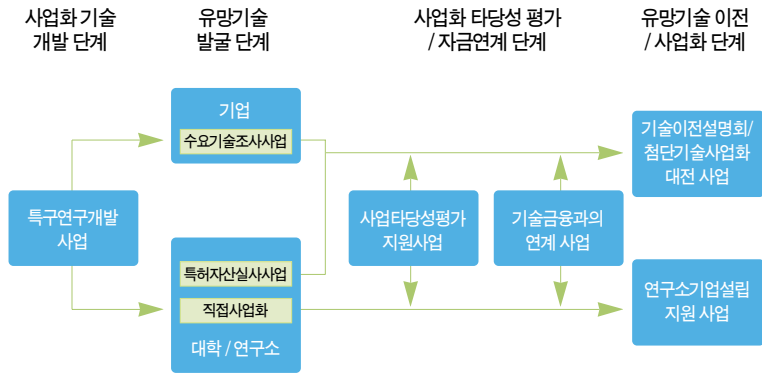 사업화 기술
개발 단계
유망기술
발굴 단계
사업화 타당성 평가
/ 자금연계 단계
유망기술 이전
/ 사업화 단계
기업
수요기술조사사업
특구연구개발
사업
특허자산실사사업
직접사업화
대학 / 연구소
사업타당성평가
지원사업
기술금융과의
연계 사업
기술이전설명회/
첨단기술사업화
대전 사업
연구소기업설립
지원 사업